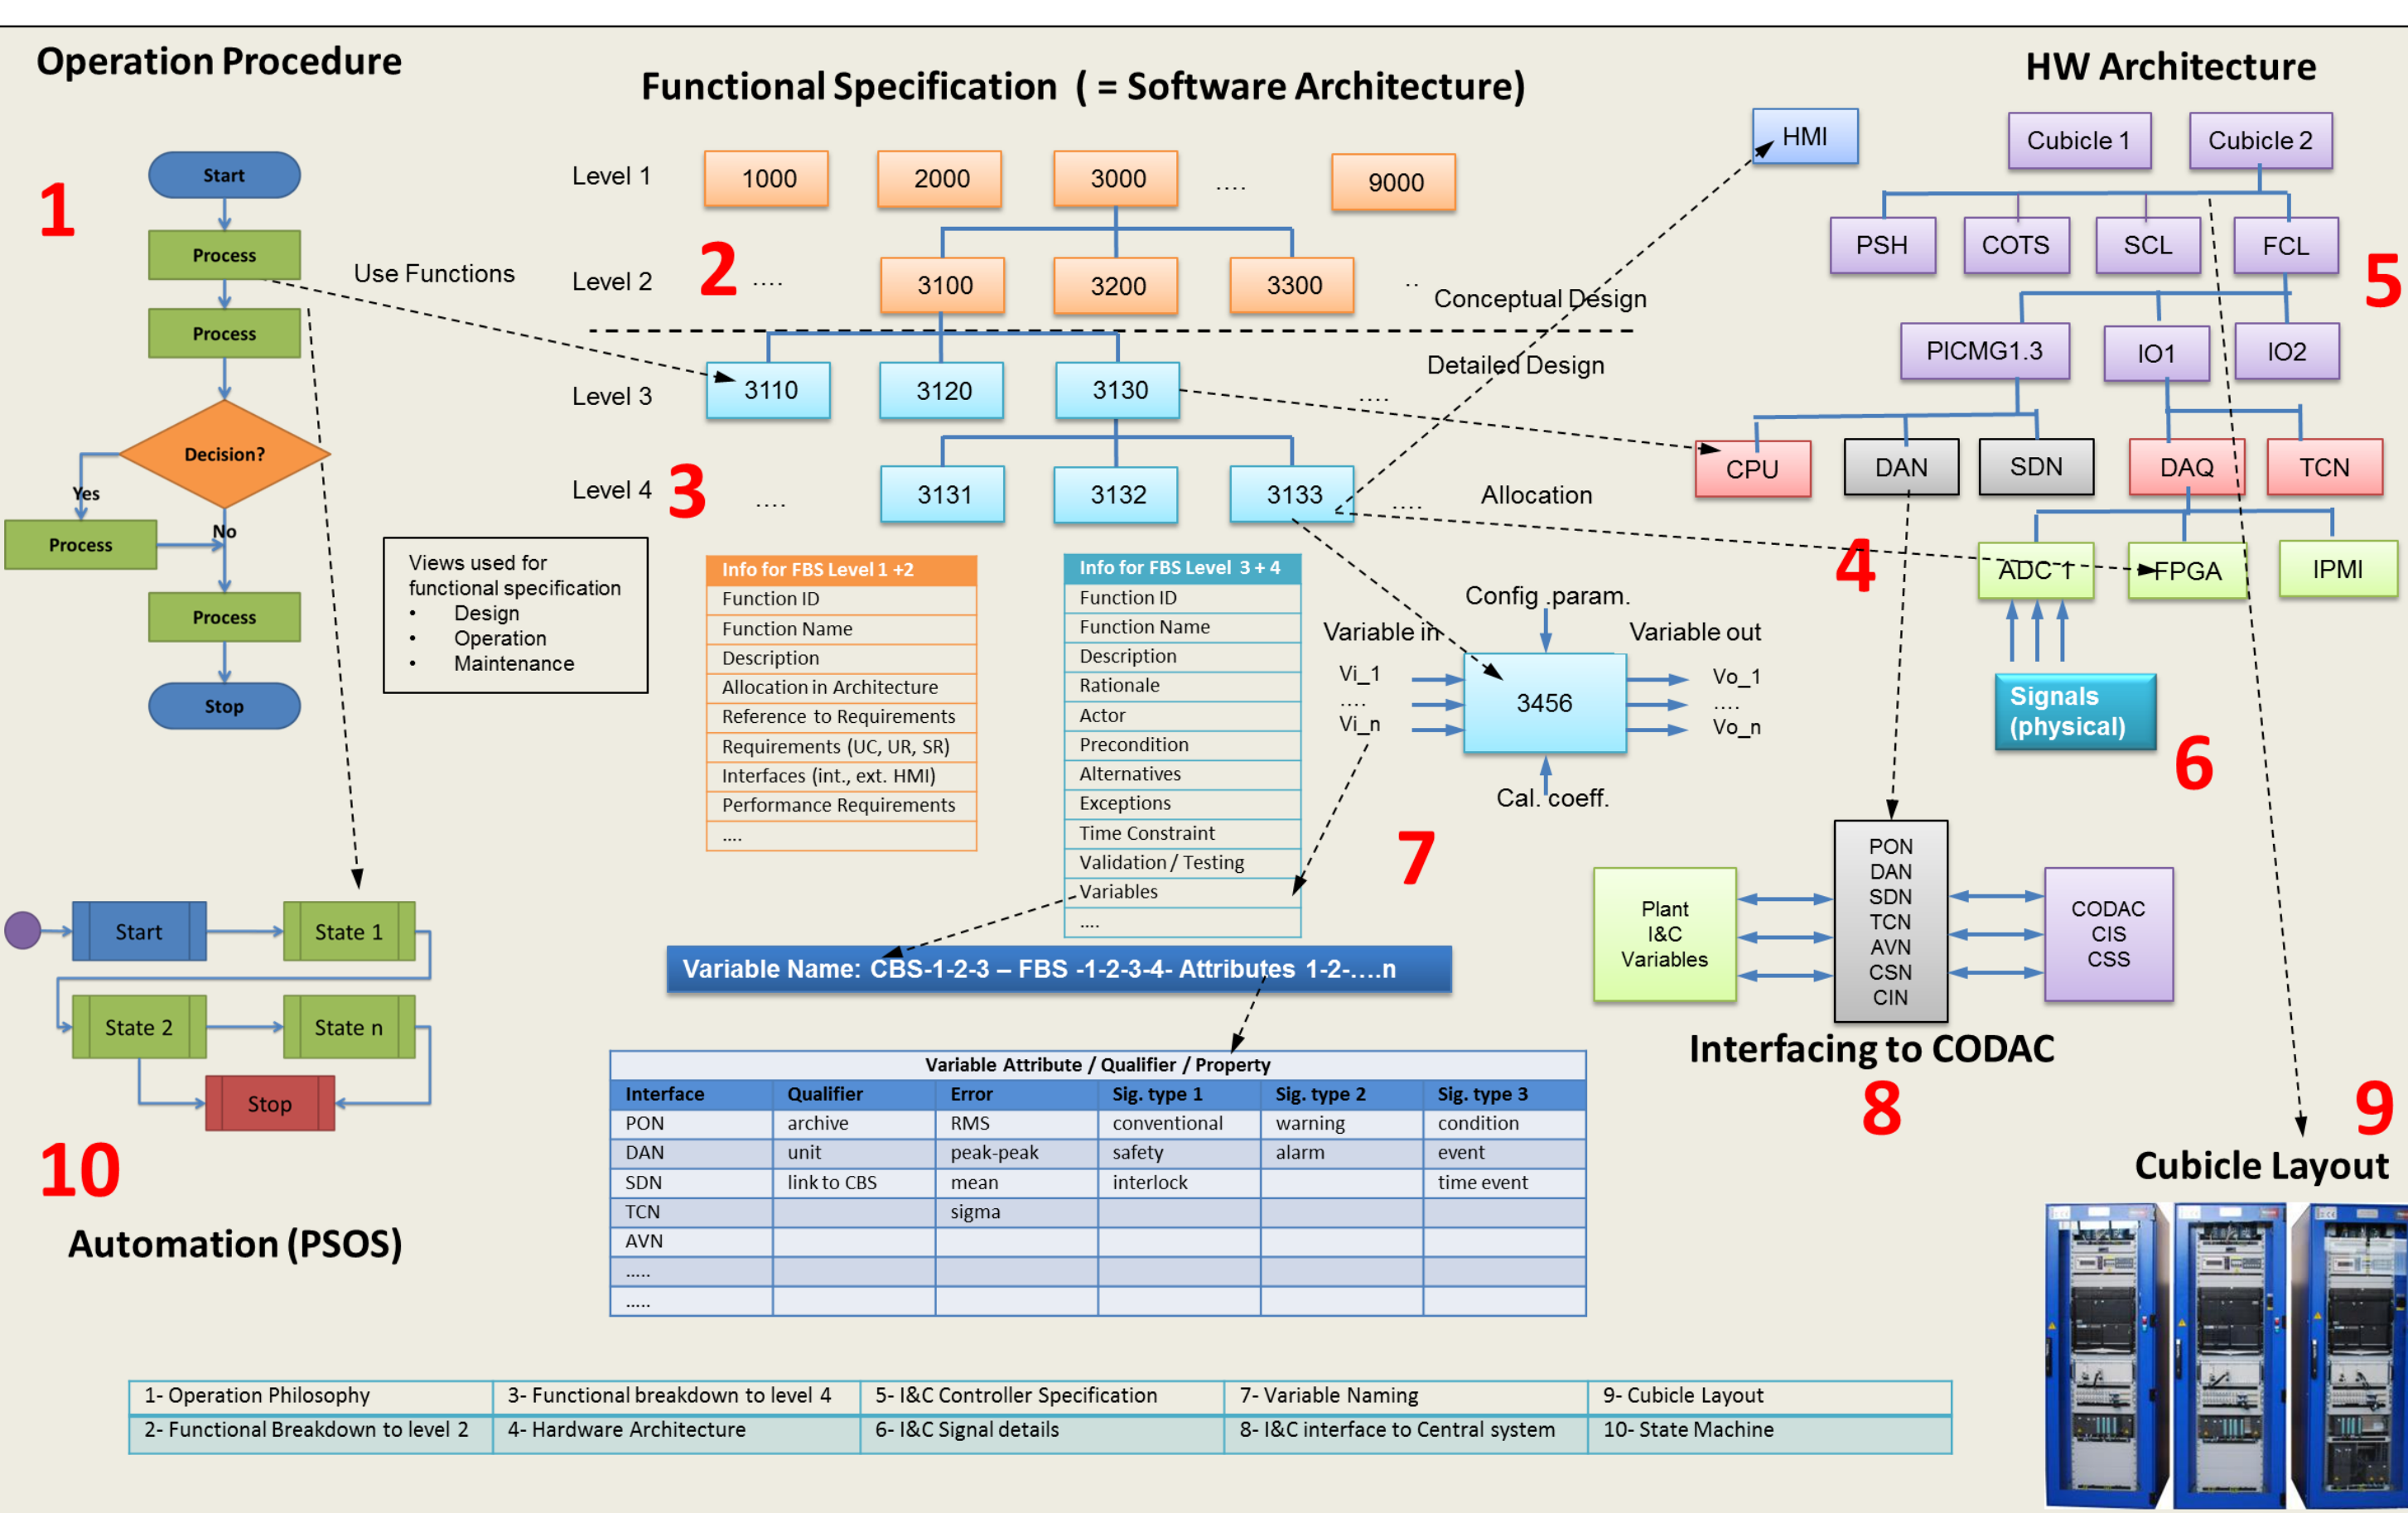 Operation Procedure
Functional Specification ( = Software Architecture)
HW Architecture
1
Start
Process
Process
Decision?
Yes
No
Process
Process
Stop
Use Functions
Views used for
functional specification
• Design
• Operation
• Maintenance
Level 1
1000
2000
3000
....
9000
2
Level 2
....
3100
3200
3300
..
Conceptual Design
Detailed Design
Level 3
3110
3120
3130
....
3
Level 4
....
3131
3132
3133
....
Allocation
HMI
Cubicle 1
Cubicle 2
PSH
COTS
SCL
FCL
5
PICMG1.3
IO1
IO2
CPU
DAN
SDN
DAQ
TCN
4
ADC 1
FPGA
IPMI
Signals
(physical)
6
Info for FBS Level 1 +2
Function ID
Function Name
Description
Allocation in Architecture
Reference to Requirements
Requirements (UC, UR, SR)
Interfaces (int., ext. HMI)
Performance Requirements
....
Info for FBS Level 3 + 4
Function ID
Function Name
Description
Rationale
Actor
Precondition
Alternatives
Exceptions
Time Constraint
Validation / Testing
Variables
....
Config .param.
Variable in
Variable out
Vi_1
....
Vi_n
3456
Vo_1
....
Vo_n
Cal. coeff.
7
Variable Name: CBS-1-2-3 – FBS -1-2-3-4- Attributes 1-2-....n
Variable Attribute / Qualifier / Property
Interface Qualifier Error Sig. type 1 Sig. type 2 Sig. type 3
PON archive RMS conventional warning condition
DAN unit peak-peak safety alarm event
SDN link to CBS mean interlock time event
TCN sigma
AVN
.....
.....
Plant
I&C
Variables
PON
DAN
SDN
TCN
AVN
CSN
CIN
CODAC
CIS
CSS
Interfacing to CODAC
8
9
Cubicle Layout
Start
State 1
State 2
State n
Stop
10
Automation (PSOS)
1- Operation Philosophy 3- Functional breakdown to level 4 5- I&C Controller Specification 7- Variable Naming 9- Cubicle Layout
2- Functional Breakdown to level 2 4- Hardware Architecture 6- I&C Signal details 8- I&C interface to Central system 10- State Machine